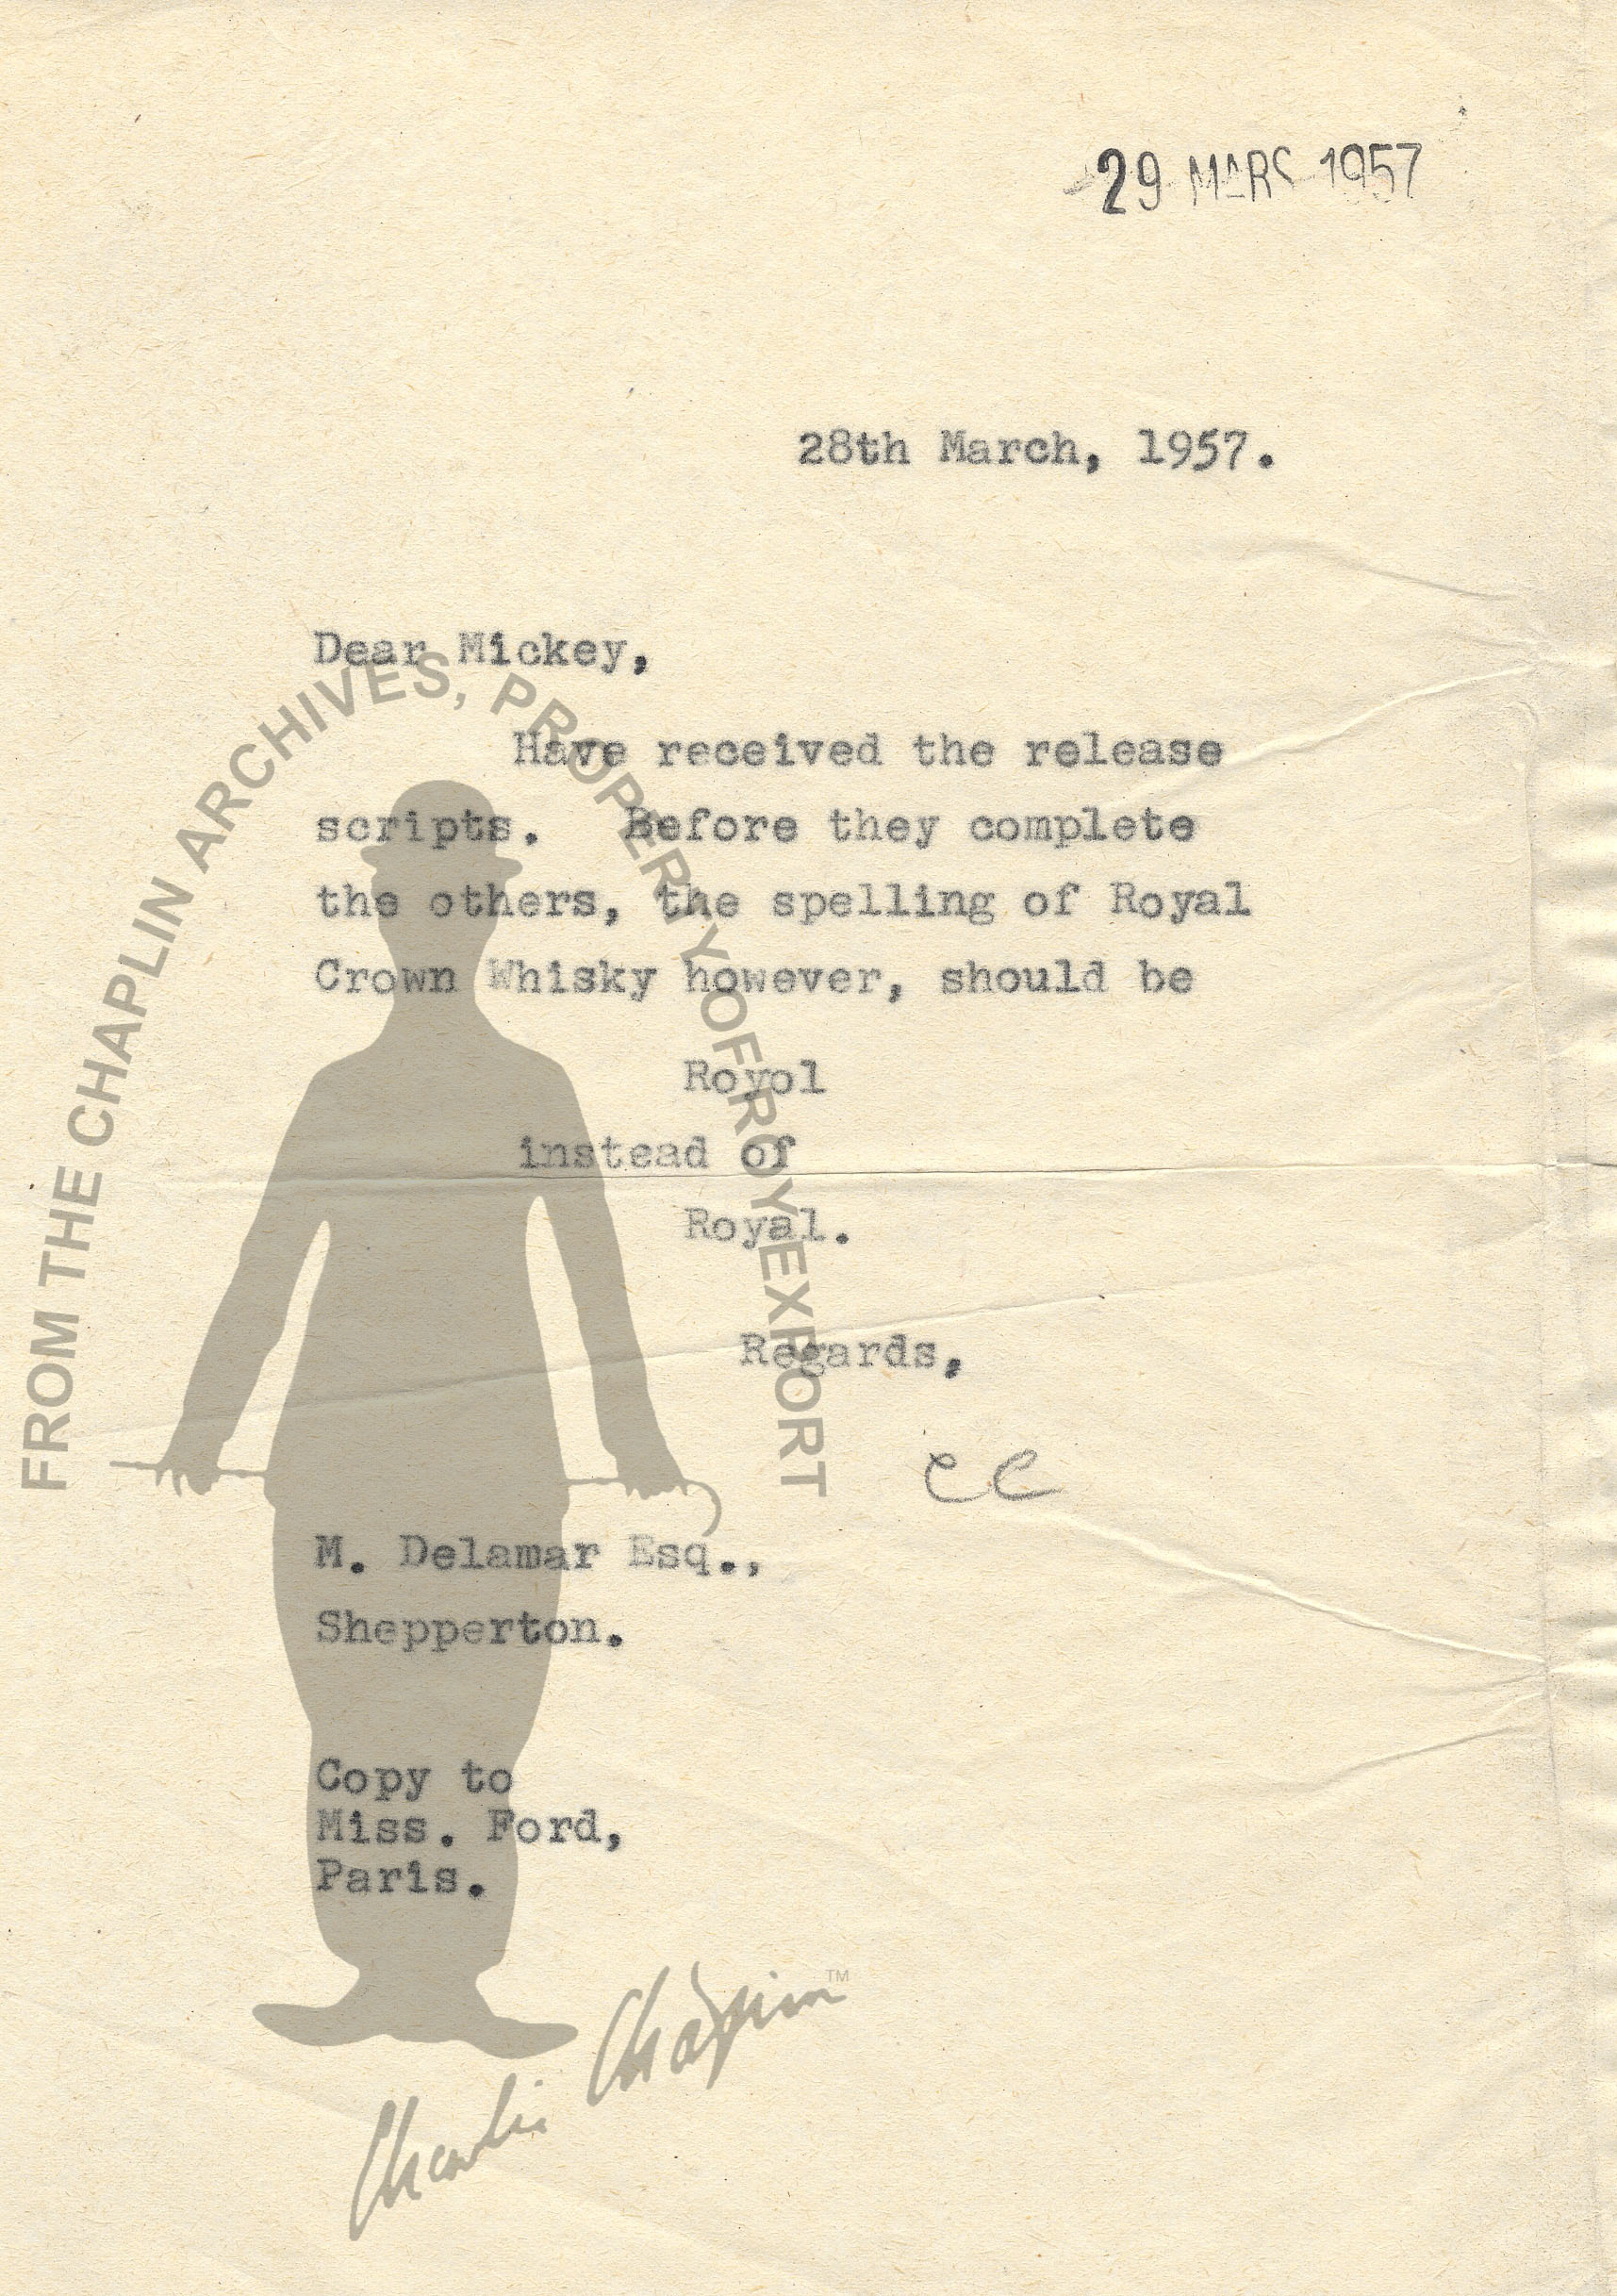 29 MARS 1957
28th March, 1957.
Dear Mickey,
Have received the release
scripts. Before they complete
the others, the spelling of Royal
Crown Whisky however, should be
Royol
instead of
Royal.
Regards,
cc
M. Delamar Esq.,
Shepperton.
Copy to
Miss. Ford,
Paris.
FROM THE CHAPLIN ARCHIVES, PROPERTY OF ROY EXPORT
Charlie Chaplin™